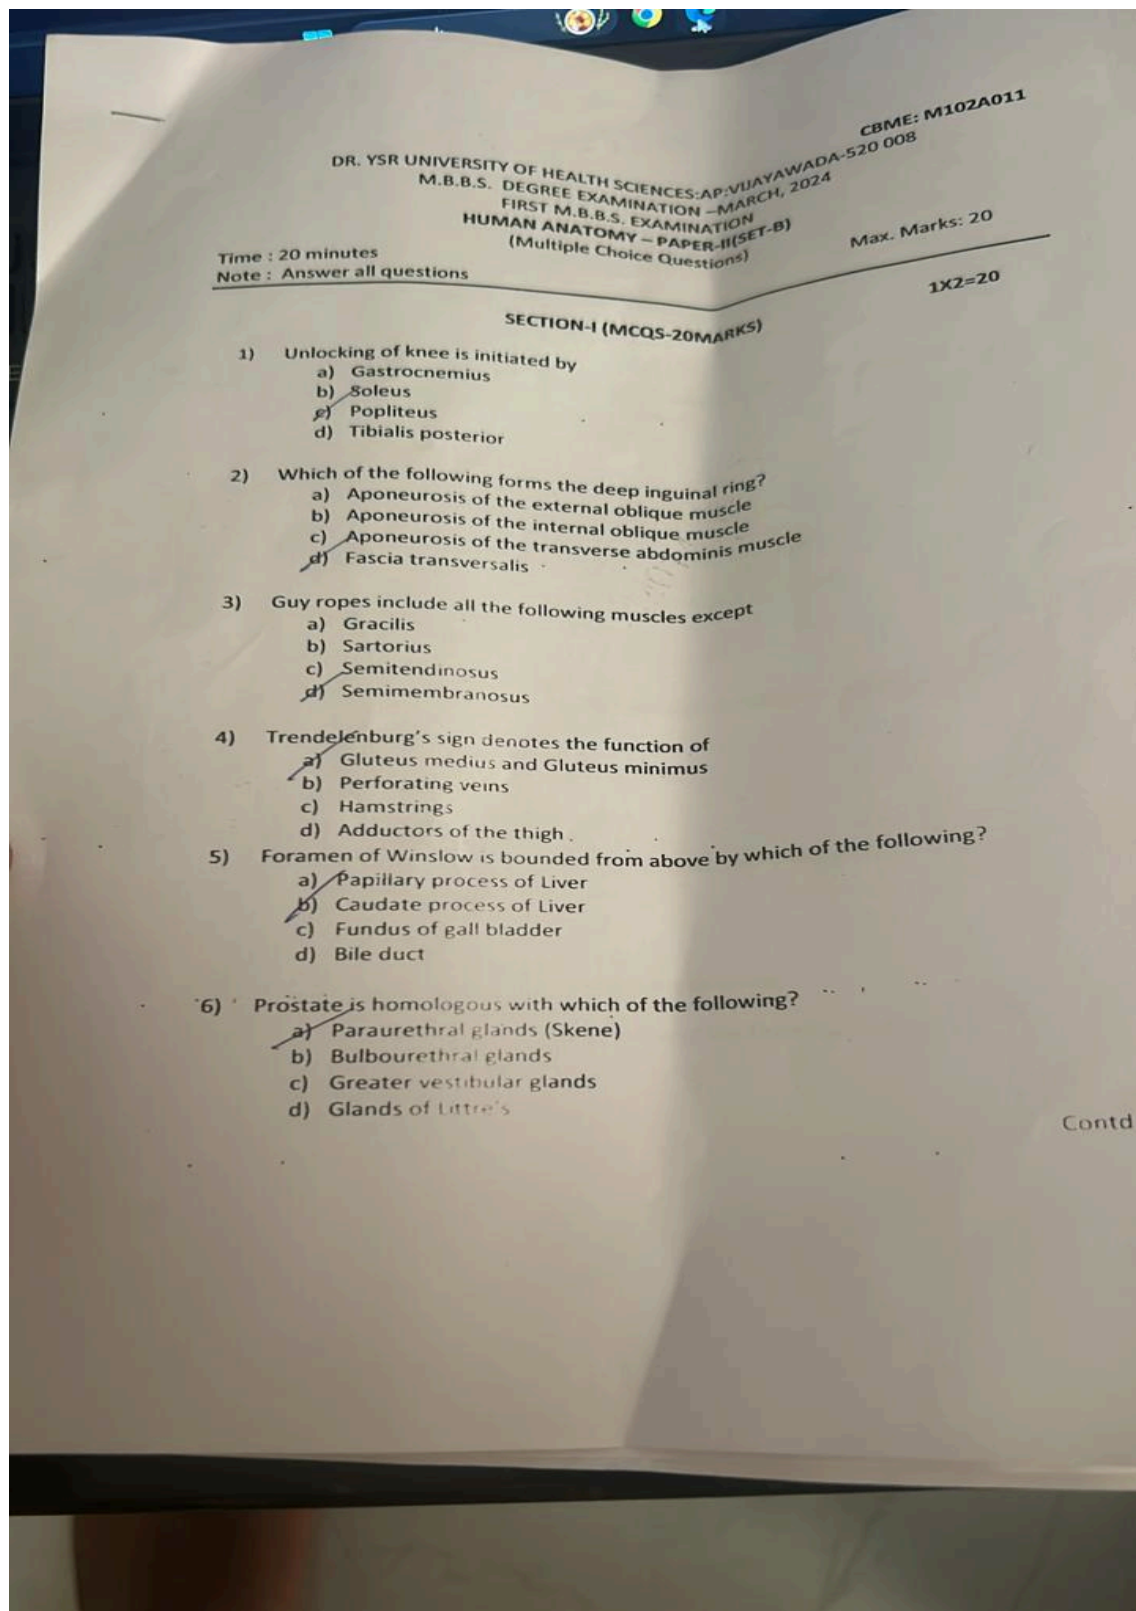 CBME: M102A011
DR. YSR UNIVERSITY OF HEALTH SCIENCES:AP:VIJAYAWADA-520 008
M.B.B.S. DEGREE EXAMINATION –MARCH, 2024
FIRST M.B.B.S. EXAMINATION
HUMAN ANATOMY – PAPER-II(SET-B)
(Multiple Choice Questions)
Time : 20 minutes
Max. Marks: 20
Note : Answer all questions
1X2=20
SECTION-I (MCQS-20MARKS)
1) Unlocking of knee is initiated by
a) Gastrocnemius
b) Soleus
c) Popliteus
d) Tibialis posterior
2) Which of the following forms the deep inguinal ring?
a) Aponeurosis of the external oblique muscle
b) Aponeurosis of the internal oblique muscle
c) Aponeurosis of the transverse abdominis muscle
d) Fascia transversalis
3) Guy ropes include all the following muscles except
a) Gracilis
b) Sartorius
c) Semitendinosus
d) Semimembranosus
4) Trendelenburg's sign denotes the function of
a) Gluteus medius and Gluteus minimus
b) Perforating veins
c) Hamstrings
d) Adductors of the thigh.
5) Foramen of Winslow is bounded from above by which of the following?
a) Papillary process of Liver
b) Caudate process of Liver
c) Fundus of gall bladder
d) Bile duct
6) Prostate is homologous with which of the following?
a) Paraurethral glands (Skene)
b) Bulbourethral glands
c) Greater vestibular glands
d) Glands of Littre's
Contd